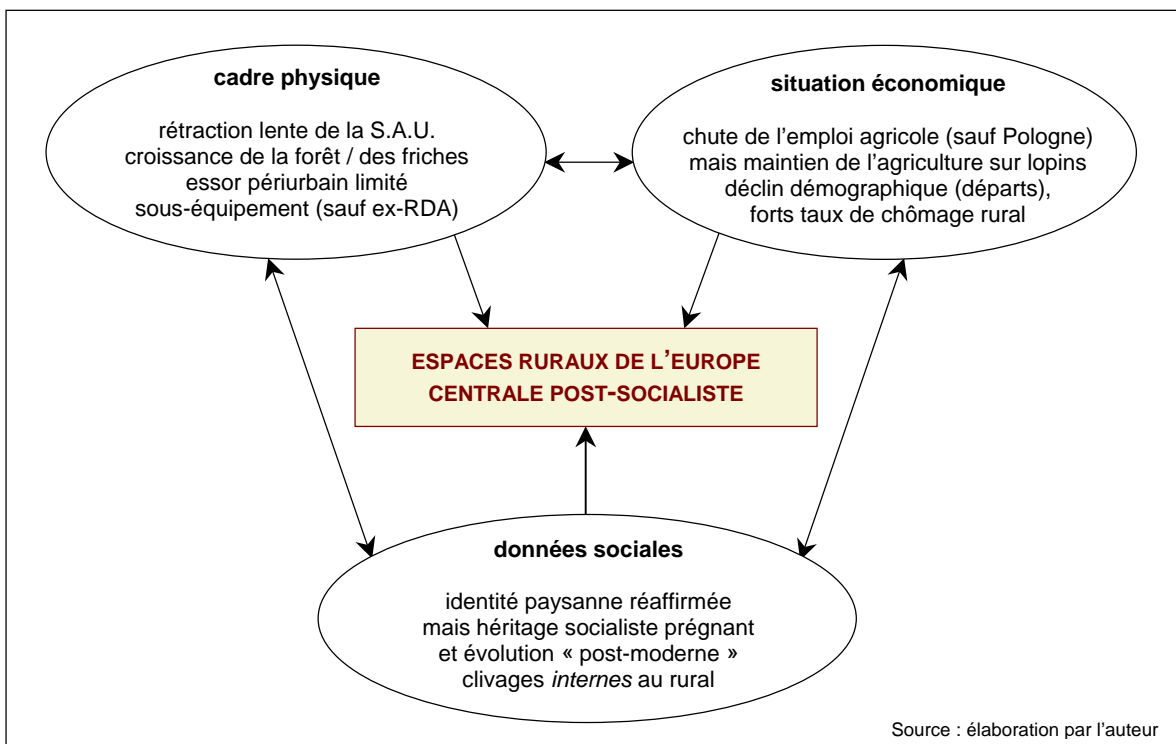 cadre physique
rétraction lente de la S.A.U.
croissance de la forêt / des friches
essor périurbain limité
sous-équipement (sauf ex-RDA)
situation économique
chute de l’emploi agricole (sauf Pologne)
mais maintien de l’agriculture sur lopins
déclin démographique (départs),
forts taux de chômage rural
ESPACES RURAUX DE L’EUROPE
CENTRALE POST-SOCIALISTE
données sociales
identité paysanne réaffirmée
mais héritage socialiste prégnant
et évolution « post-moderne »
clivages internes au rural
Source : élaboration par l’auteur